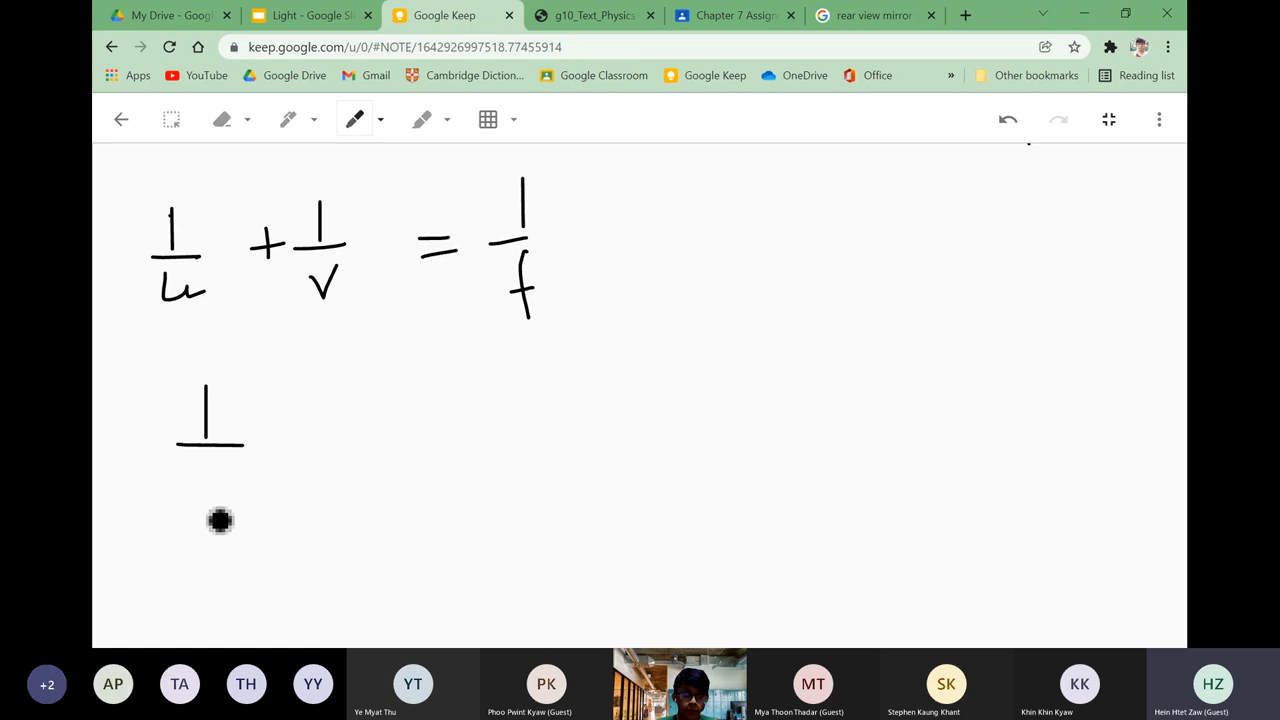 My Drive - Googl
Light - Google Sli
Google Keep
g10_Text_Physics
Chapter 7 Assign
rear view mirror
keep.google.com/u/0/#NOTE/1642926997518.77455914
Apps
YouTube
Google Drive
Gmail
Cambridge Diction...
Google Classroom
Google Keep
OneDrive
Office
»
Other bookmarks
Reading list
1/u + 1/v = 1/f
1
+2
AP
TA
TH
YY
YT
PK
MT
SK
KK
HZ
Ye Myat Thu
Phoo Pwint Kyaw (Guest)
Mya Thoon Thadar (Guest)
Stephen Kaung Khant
Khin Khin Kyaw
Hein Htet Zaw (Guest)